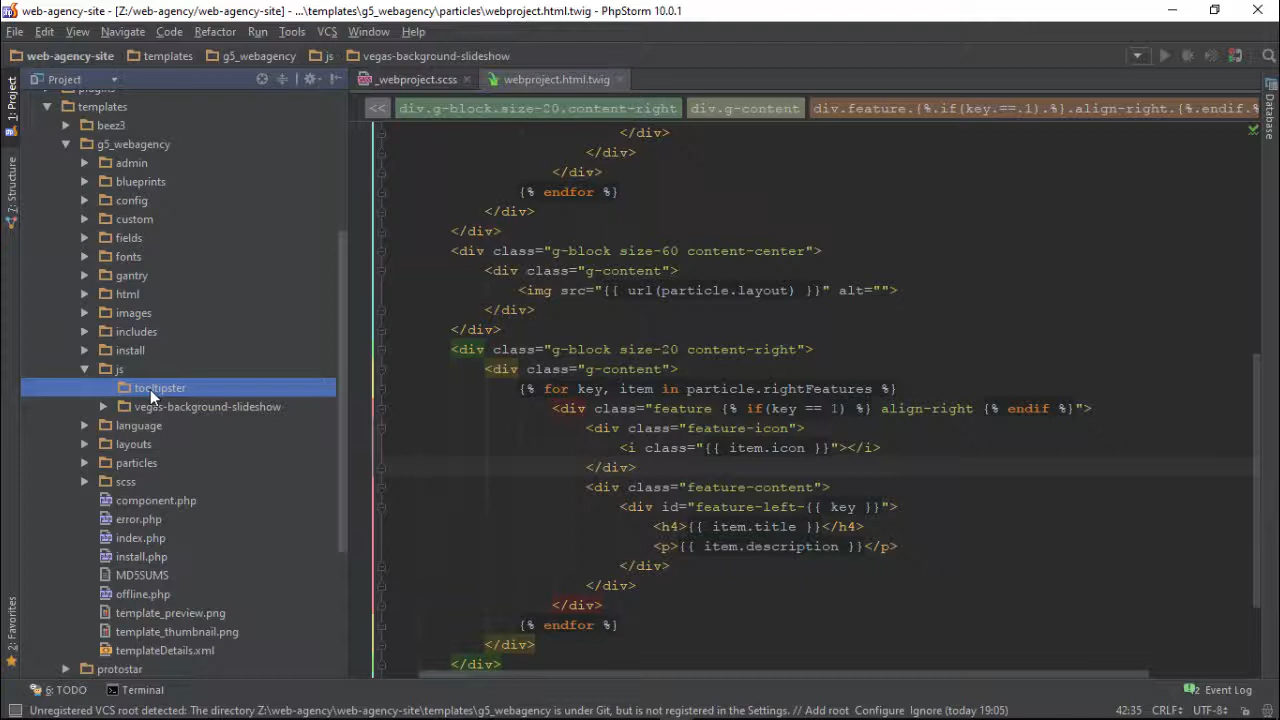 web-agency-site - [Z:/web-agency/web-agency-site] - ...\templates\g5_webagency\particles\webproject.html.twig - PhpStorm 10.0.1
File Edit View Navigate Code Refactor Run Tools VCS Window Help
web-agency-site templates g5_webagency js vegas-background-slideshow
1: Project
Z: Structure
2: Favorites
Database
Project
_webproject.scss webproject.html.twig
<< div.g-block.size-20.content-right div.g-content div.feature.{%.if(key.==.1).%}.align-right.{%.endif.%
plugins
templates
beez3
g5_webagency
admin
blueprints
config
custom
fields
fonts
gantry
html
images
includes
install
js
tooltipster
vegas-background-slideshow
language
layouts
particles
scss
component.php
error.php
index.php
install.php
MD5SUMS
offline.php
template_preview.png
template_thumbnail.png
templateDetails.xml
protostar
</div>
</div>
</div>
{% endfor %}
</div>
</div>
<div class="g-block size-60 content-center">
<div class="g-content">
<img src="{{ url(particle.layout) }}" alt="">
</div>
</div>
<div class="g-block size-20 content-right">
<div class="g-content">
{% for key, item in particle.rightFeatures %}
<div class="feature {% if(key == 1) %} align-right {% endif %}">
<div class="feature-icon">
<i class="{{ item.icon }}"></i>
</div>
<div class="feature-content">
<div id="feature-left-{{ key }}">
<h4>{{ item.title }}</h4>
<p>{{ item.description }}</p>
</div>
</div>
</div>
{% endfor %}
</div>
</div>
6: TODO Terminal 2 Event Log
Unregistered VCS root detected: The directory Z:\web-agency\web-agency-site\templates\g5_webagency is under Git, but is not registered in the Settings. // Add root Configure Ignore (today 19:05) 42:35 CRLF÷ UTF-8÷